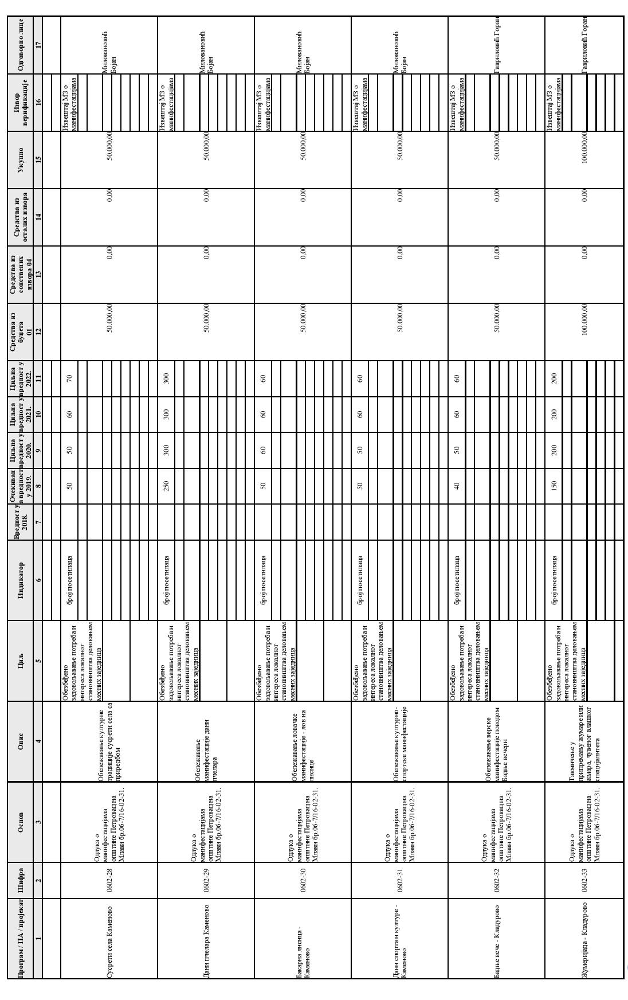 Програм / ПА / пројекат
Шифра
Основ
Опис
Циљ
Индикатор
Вредност у
2018.
Очекиван
а вредност
у 2019.
Циљна
вредност у
2020.
Циљна
вредност у
2021.
Циљна
вредност у
2022.
Средства из
буџета
01
Средства из
сопствених
извора 04
Средства из
осталих извора
Укупно
Извор
верификације
Одговорно лице
1
2
3
4
5
6
7
8
9
10
11
12
13
14
15
16
17
Сусрети села Каменово
0602-28
Одлука о
манифестацијама
општине Петровац на
Млави бр.06-7/16-02-31.
Обележавање културне
традиције сусрети села са
приредбом
Обезбеђено
задовољавање потреба и
интереса локалног
становништва деловањем
месних заједница
број посетилаца
50
50
60
70
50.000,00
0,00
0,00
50.000,00
Извештај МЗ о
манифестацијама
Миловановић
Бојан
Дани пчелара Каменово
0602-29
Одлука о
манифестацијама
општине Петровац на
Млави бр.06-7/16-02-31.
Обележавање
манифестације дани
пчелара
Обезбеђено
задовољавање потреба и
интереса локалног
становништва деловањем
месних заједница
број посетилаца
250
300
300
300
50.000,00
0,00
0,00
50.000,00
Извештај МЗ о
манифестацијама
Миловановић
Бојан
Бакарна лисица -
Каменово
0602-30
Одлука о
манифестацијама
општине Петровац на
Млави бр.06-7/16-02-31.
Обележавање ловачке
манифестације - лов на
лисице
Обезбеђено
задовољавање потреба и
интереса локалног
становништва деловањем
месних заједница
број посетилаца
50
60
60
60
50.000,00
0,00
0,00
50.000,00
Извештај МЗ о
манифестацијама
Миловановић
Бојан
Дани спорта и културе -
Каменово
0602-31
Одлука о
манифестацијама
општине Петровац на
Млави бр.06-7/16-02-31.
Обележавање културно-
спортске манифестације
Обезбеђено
задовољавање потреба и
интереса локалног
становништва деловањем
месних заједница
број посетилаца
50
50
60
60
50.000,00
0,00
0,00
50.000,00
Извештај МЗ о
манифестацијама
Миловановић
Бојан
Бадње вече - Кладурово
0602-32
Одлука о
манифестацијама
општине Петровац на
Млави бр.06-7/16-02-31.
Обележавање верске
манифестације поводом
Бадње вечери
Обезбеђено
задовољавање потреба и
интереса локалног
становништва деловањем
месних заједница
број посетилаца
40
50
60
60
50.000,00
0,00
0,00
50.000,00
Извештај МЗ о
манифестацијама
Гавриловић Горан
Жумеријада - Кладурово
0602-33
Одлука о
манифестацијама
општине Петровац на
Млави бр.06-7/16-02-31.
Такмичење у
припремању жумаре или
жмара, чувеног влашког
специјалитета
Обезбеђено
задовољавање потреба и
интереса локалног
становништва деловањем
месних заједница
број посетилаца
150
200
200
200
100.000,00
0,00
0,00
100.000,00
Извештај МЗ о
манифестацијама
Гавриловић Горан